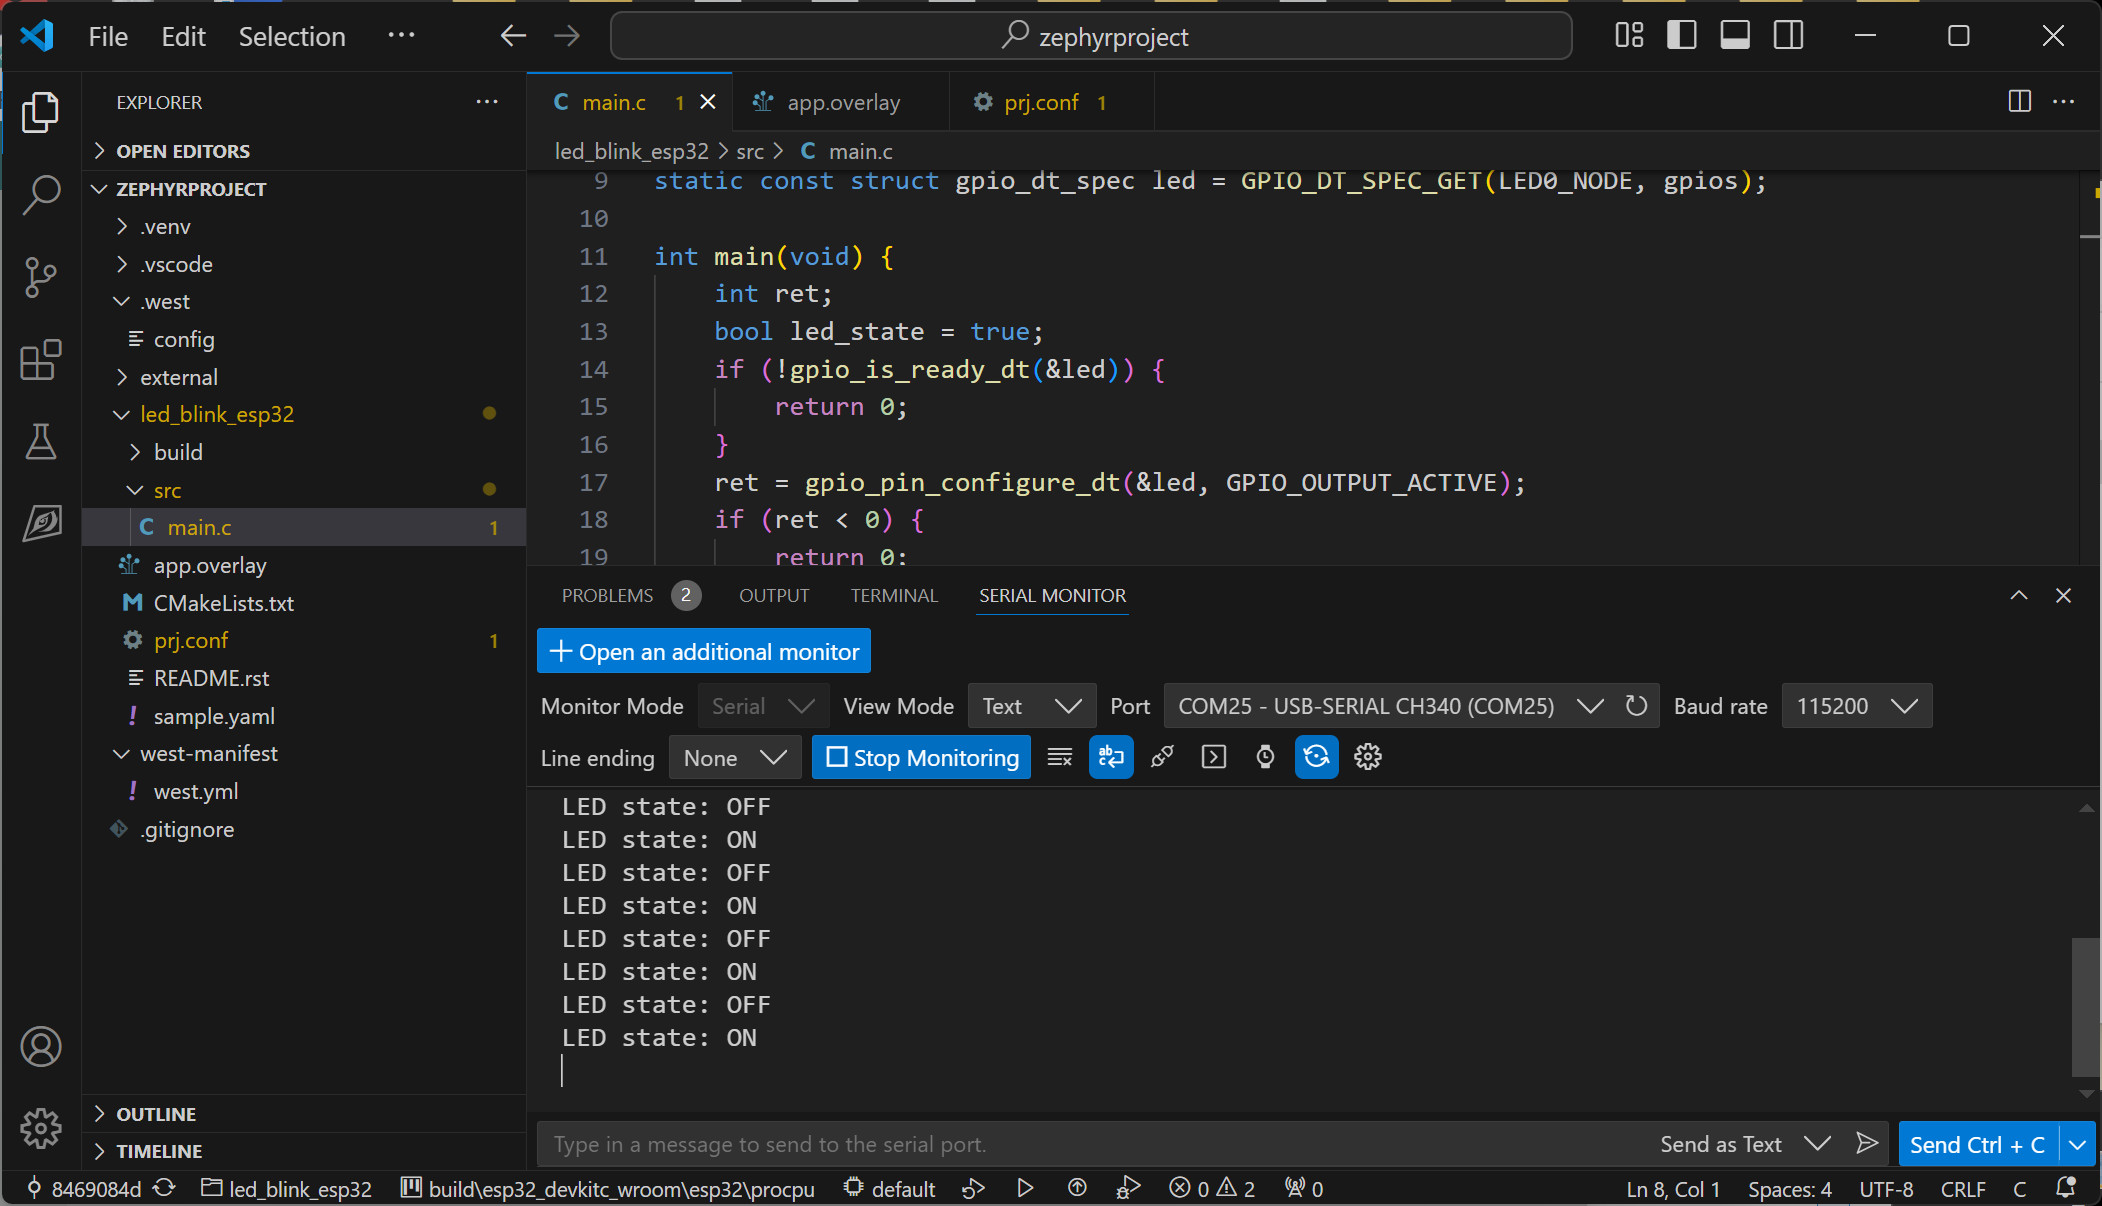 File Edit Selection ···
zephyrproject
EXPLORER ···
OPEN EDITORS
ZEPHYRPROJECT
.venv
.vscode
.west
config
external
led_blink_esp32
build
src
C main.c 1
app.overlay
M CMakeLists.txt
prj.conf 1
README.rst
! sample.yaml
west-manifest
! west.yml
.gitignore
OUTLINE
TIMELINE
C main.c 1 app.overlay prj.conf 1
led_blink_esp32 > src > C main.c
9 static const struct gpio_dt_spec led = GPIO_DT_SPEC_GET(LED0_NODE, gpios);
10
11 int main(void) {
12 int ret;
13 bool led_state = true;
14 if (!gpio_is_ready_dt(&led)) {
15 return 0;
16 }
17 ret = gpio_pin_configure_dt(&led, GPIO_OUTPUT_ACTIVE);
18 if (ret < 0) {
19 return 0;
PROBLEMS 2 OUTPUT TERMINAL SERIAL MONITOR
+ Open an additional monitor
Monitor Mode Serial View Mode Text Port COM25 - USB-SERIAL CH340 (COM25) Baud rate 115200
Line ending None Stop Monitoring
LED state: OFF
LED state: ON
LED state: OFF
LED state: ON
LED state: OFF
LED state: ON
LED state: OFF
LED state: ON
Type in a message to send to the serial port. Send as Text Send Ctrl + C
8469084d led_blink_esp32 build\esp32_devkitc_wroom\esp32\procpu default 0 2 0 Ln 8, Col 1 Spaces: 4 UTF-8 CRLF C